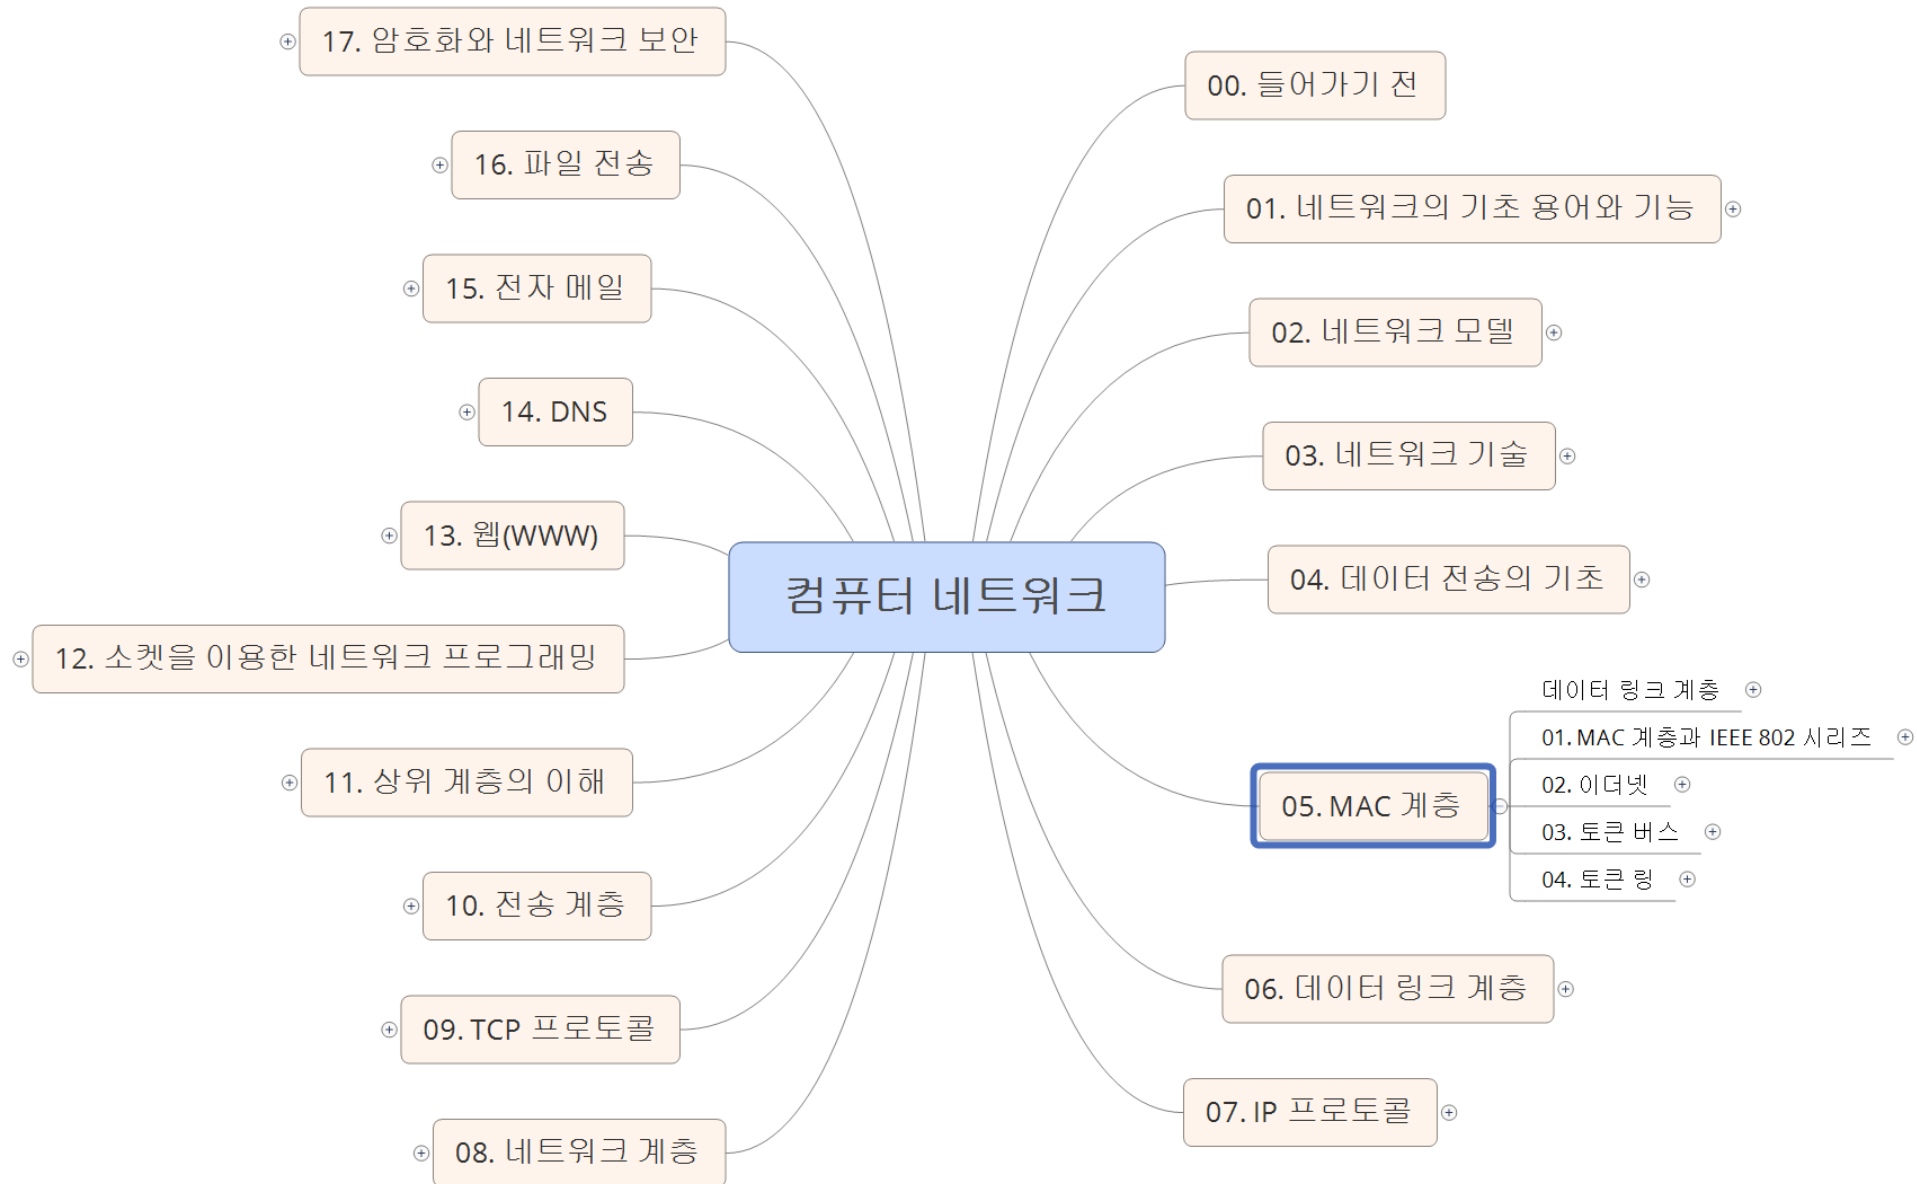 컴퓨터 네트워크
00. 들어가기 전
01. 네트워크의 기초 용어와 기능
02. 네트워크 모델
03. 네트워크 기술
04. 데이터 전송의 기초
05. MAC 계층
데이터 링크 계층
01. MAC 계층과 IEEE 802 시리즈
02. 이더넷
03. 토큰 버스
04. 토큰 링
06. 데이터 링크 계층
07. IP 프로토콜
08. 네트워크 계층
09. TCP 프로토콜
10. 전송 계층
11. 상위 계층의 이해
12. 소켓을 이용한 네트워크 프로그래밍
13. 웹(WWW)
14. DNS
15. 전자 메일
16. 파일 전송
17. 암호화와 네트워크 보안